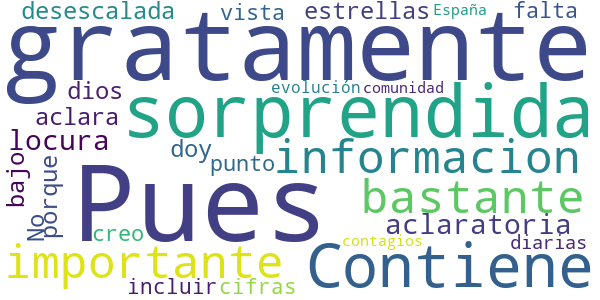 desescalada vista estrellas España falta
gratamente
dios evolución comunidad
aclara sorprendida
locura doy punto informacion
bajo No porque Pues bastante
creo aclaratoria
contagios diarias
importante Contiene
incluir cifras